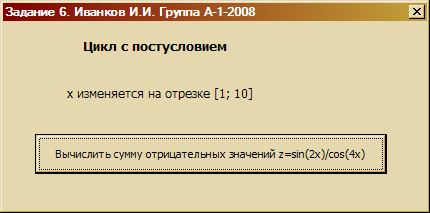 Задание 6. Иванков И.И. Группа А-1-2008
Цикл с постусловием
x изменяется на отрезке [1; 10]
Вычислить сумму отрицательных значений z=sin(2x)/cos(4x)